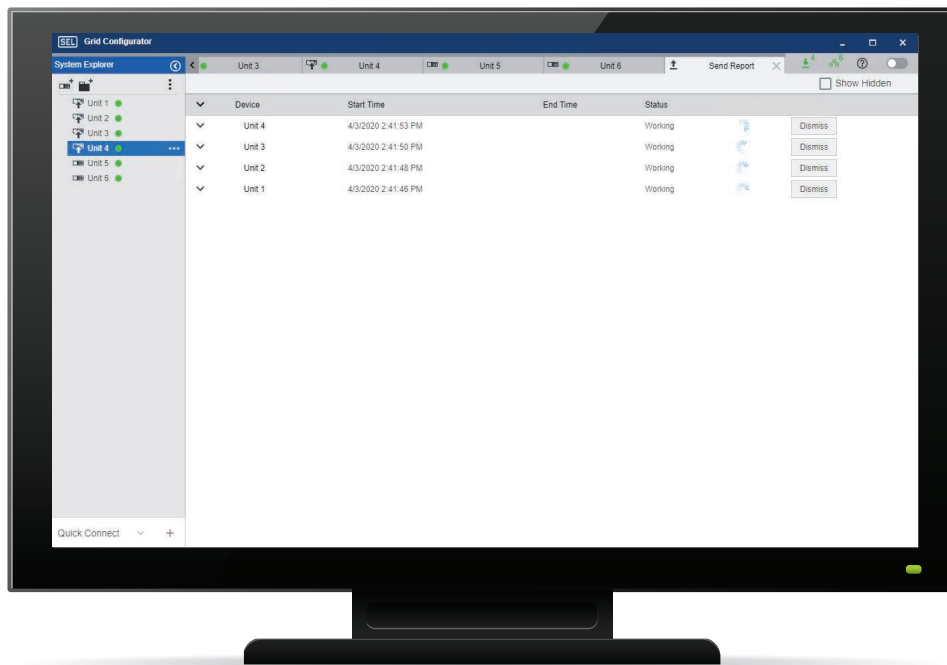 SEL Grid Configurator
System Explorer
Unit 3 Unit 4 Unit 5 Unit 6 Send Report 4 6
Show Hidden
Unit 1
Unit 2
Unit 3
Unit 4
Unit 5
Unit 6
Device Start Time End Time Status
Unit 4 4/3/2020 2:41:53 PM Working Dismiss
Unit 3 4/3/2020 2:41:50 PM Working Dismiss
Unit 2 4/3/2020 2:41:48 PM Working Dismiss
Unit 1 4/3/2020 2:41:46 PM Working Dismiss
Quick Connect